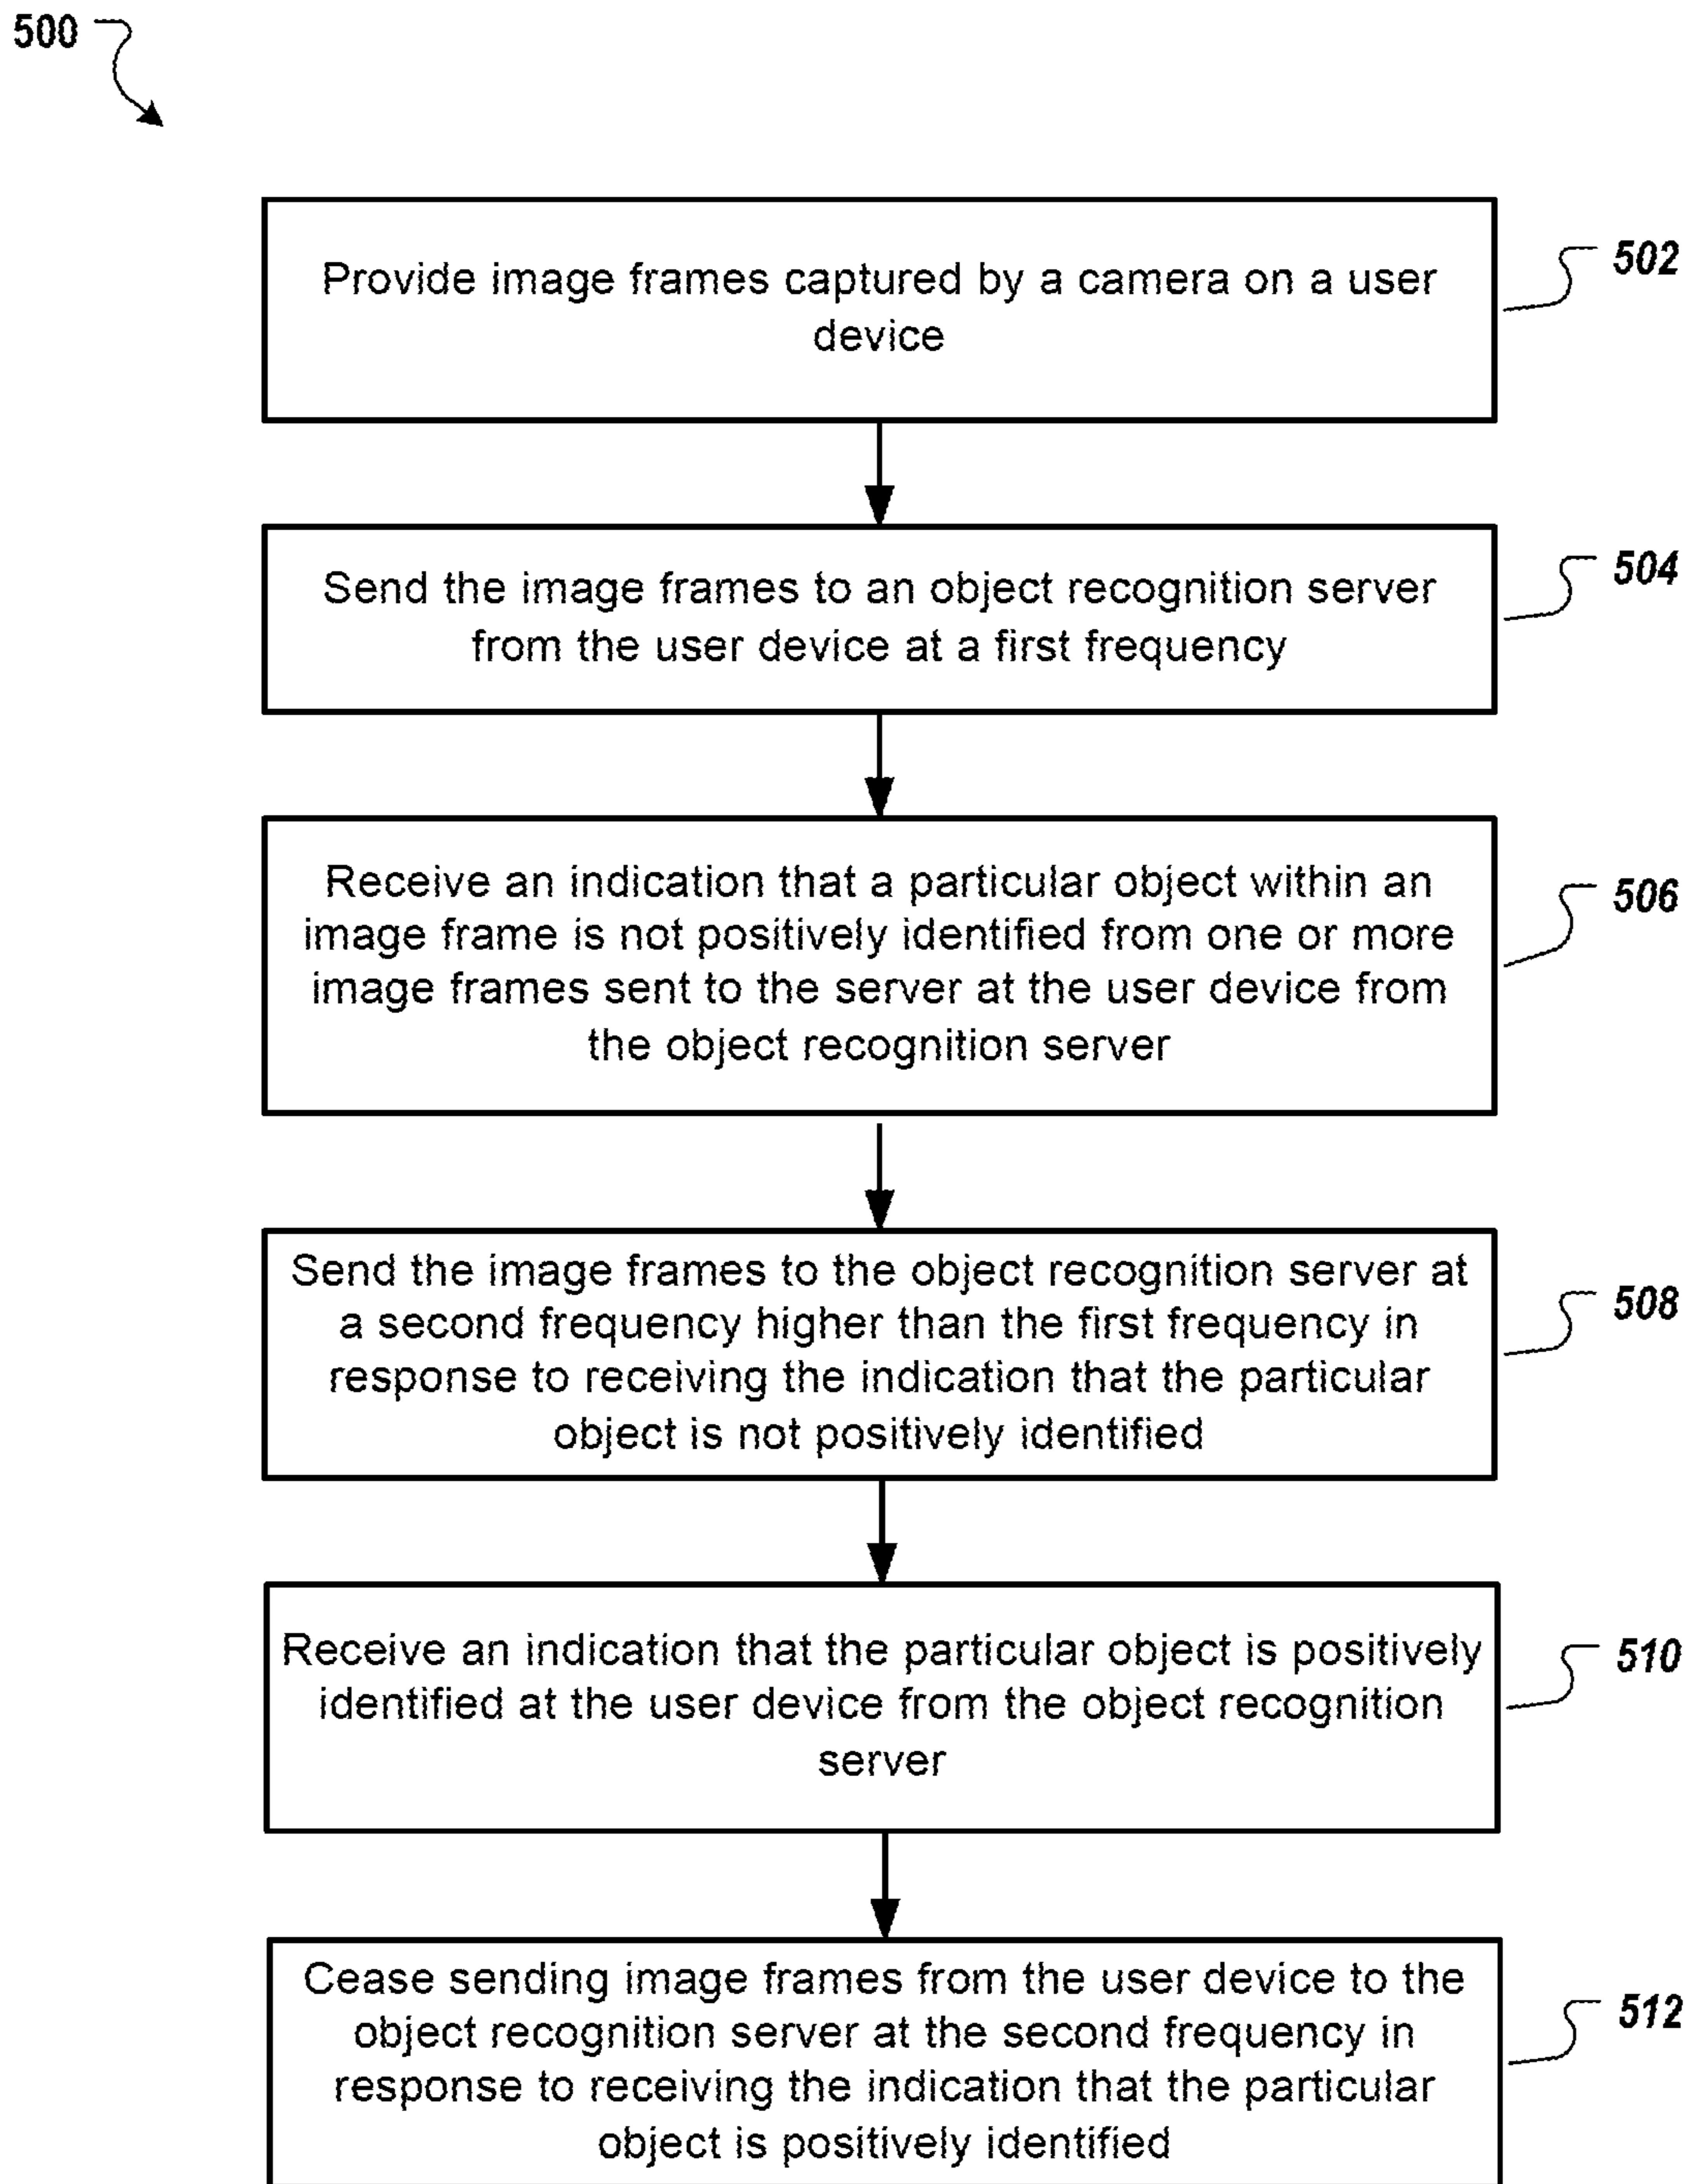 500
Provide image frames captured by a camera on a user
device
502
Send the image frames to an object recognition server
from the user device at a first frequency
504
Receive an indication that a particular object within an
image frame is not positively identified from one or more
image frames sent to the server at the user device from
the object recognition server
506
Send the image frames to the object recognition server at
a second frequency higher than the first frequency in
response to receiving the indication that the particular
object is not positively identified
508
Receive an indication that the particular object is positively
identified at the user device from the object recognition
server
510
Cease sending image frames from the user device to the
object recognition server at the second frequency in
response to receiving the indication that the particular
object is positively identified
512